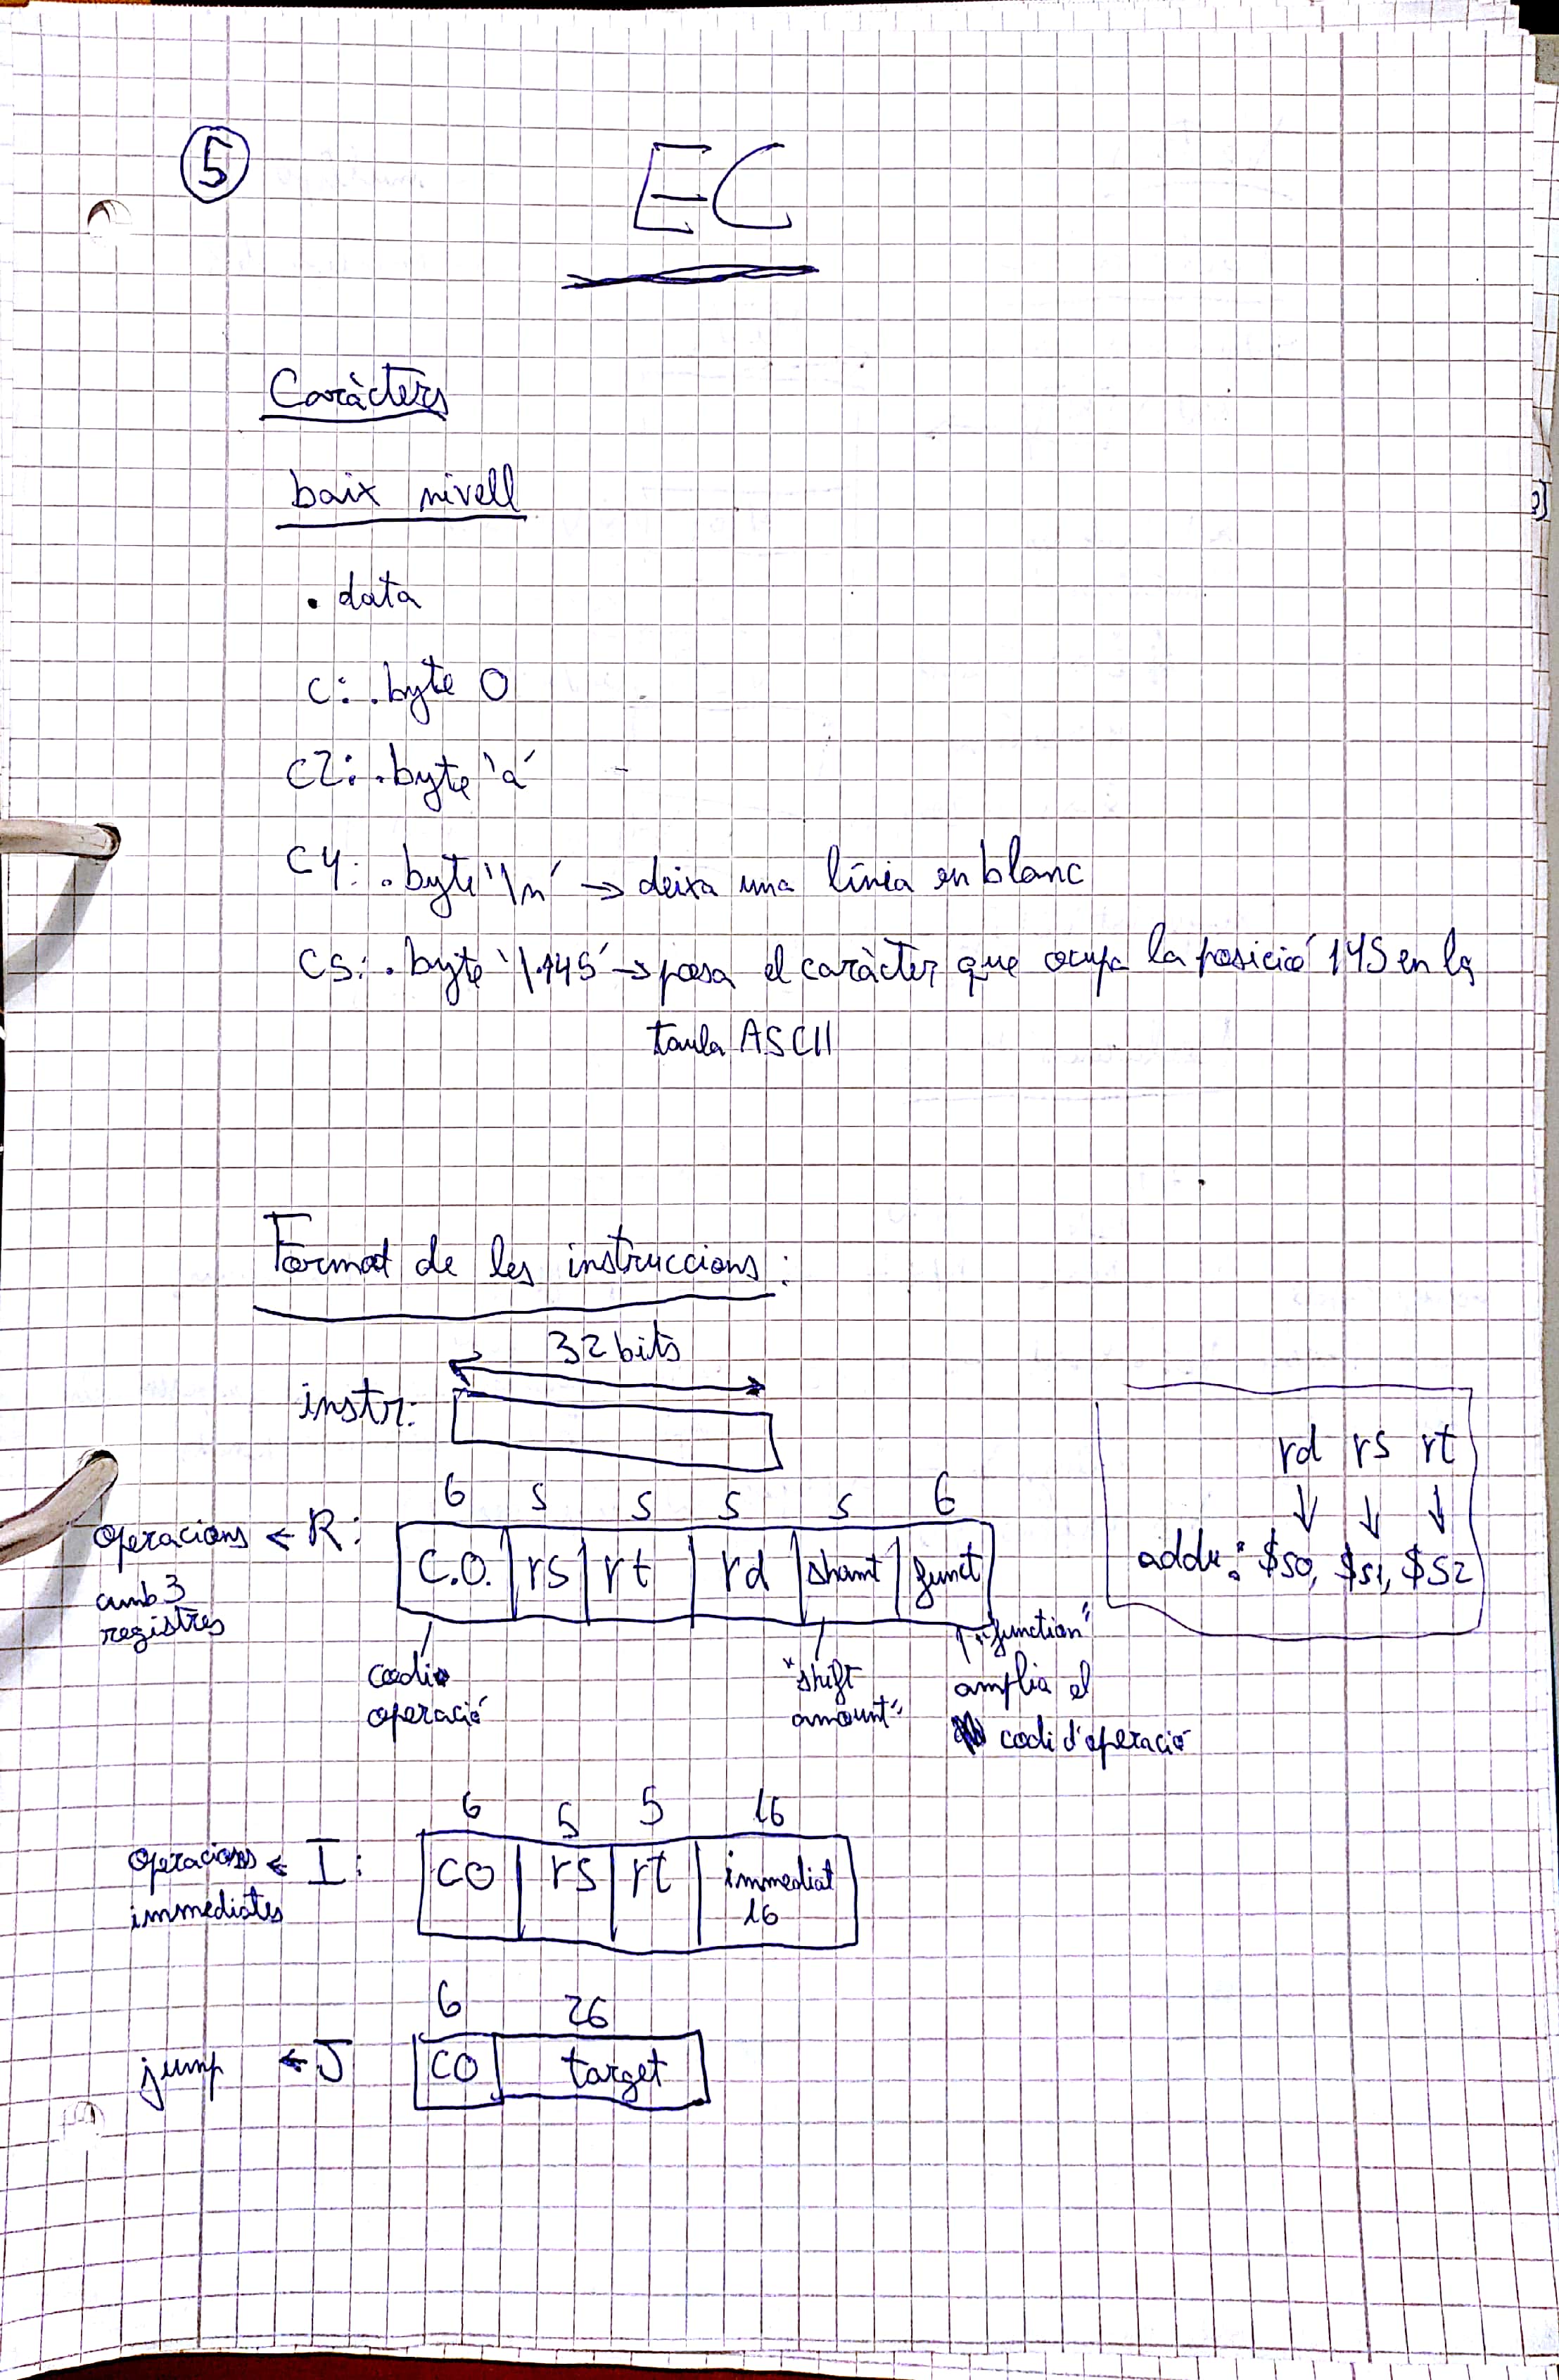 5
EC
Caràcters
baix nivell
.data
c: .byte 0
c2: .byte 'a'
c4: .byte '\n' → deixa una línia en blanc
c5: .byte '\145' → posa el caràcter que ocupa la posició 145 en la
taula ASCII
Format de les instruccions:
32 bits
instr:
rd rs rt
↓ ↓ ↓
addu: $s0, $s1, $s2
6 5 5 5 5 6
operacions ← R: C.O. rs rt rd shamt funct
amb 3
registres
codi
operació
"shift
amount"
"function"
amplia el
codi d'operació
6 5 5 16
operacions ← I: CO rs rt immediat
immediates 16
6 26
jump ← J CO target